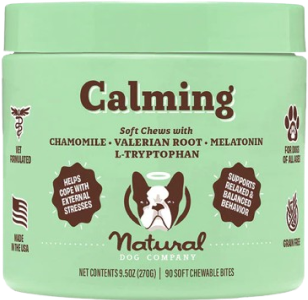 Calming
Soft Chews with
CHAMOMILE • VALERIAN ROOT • MELATONIN
L-TRYPTOPHAN
VET
FORMULATED
HELPS
COPE WITH
EXTERNAL
STRESSES
SUPPORTS
RELAXED &
BALANCED
BEHAVIOR
FOR DOGS
OF ALL AGES
MADE
IN THE USA
GRAIN FREE
Natural
DOG COMPANY
NET CONTENTS 9.5OZ (270G) | 90 SOFT CHEWABLE BITES